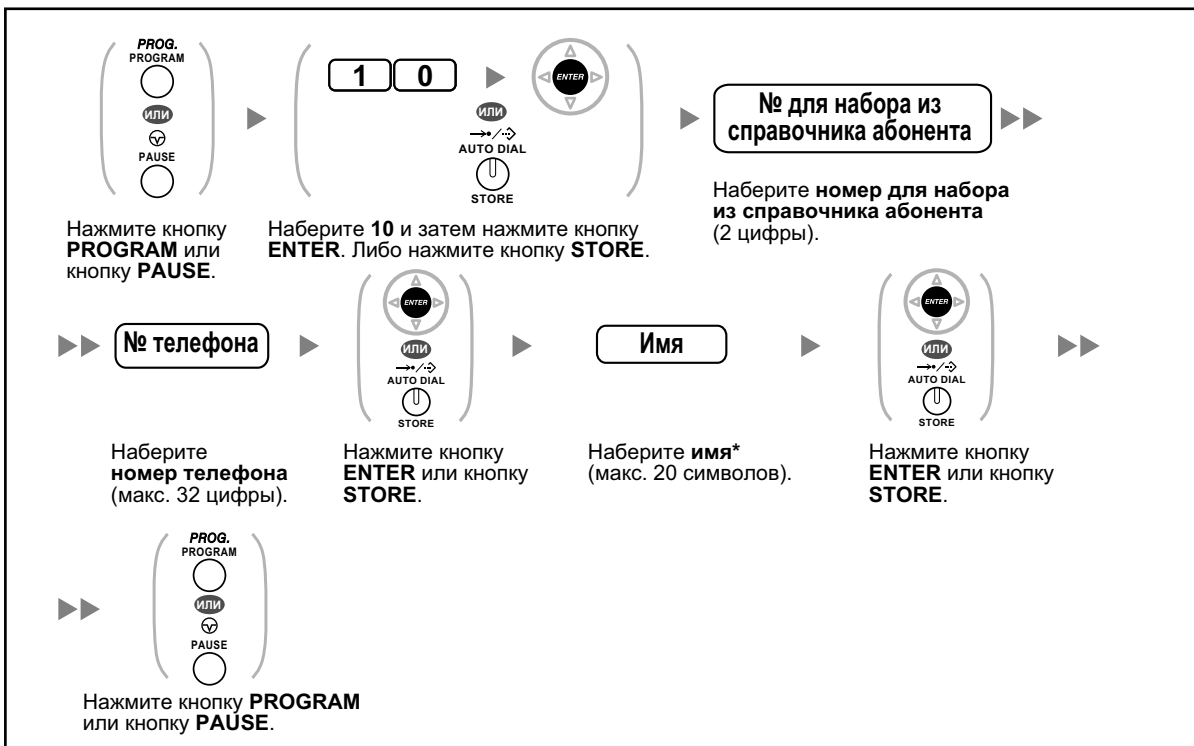 PROG.
PROGRAM
ИЛИ
PAUSE
Нажмите кнопку
PROGRAM или
кнопку PAUSE.
1 0
ENTER
ИЛИ
AUTO DIAL
STORE
Наберите 10 и затем нажмите кнопку
ENTER. Либо нажмите кнопку STORE.
№ для набора из
справочника абонента
Наберите номер для набора
из справочника абонента
(2 цифры).
№ телефона
Наберите
номер телефона
(макс. 32 цифры).
ENTER
ИЛИ
AUTO DIAL
STORE
Нажмите кнопку
ENTER или кнопку
STORE.
Имя
Наберите имя*
(макс. 20 символов).
ENTER
ИЛИ
AUTO DIAL
STORE
Нажмите кнопку
ENTER или кнопку
STORE.
PROG.
PROGRAM
ИЛИ
PAUSE
Нажмите кнопку PROGRAM
или кнопку PAUSE.